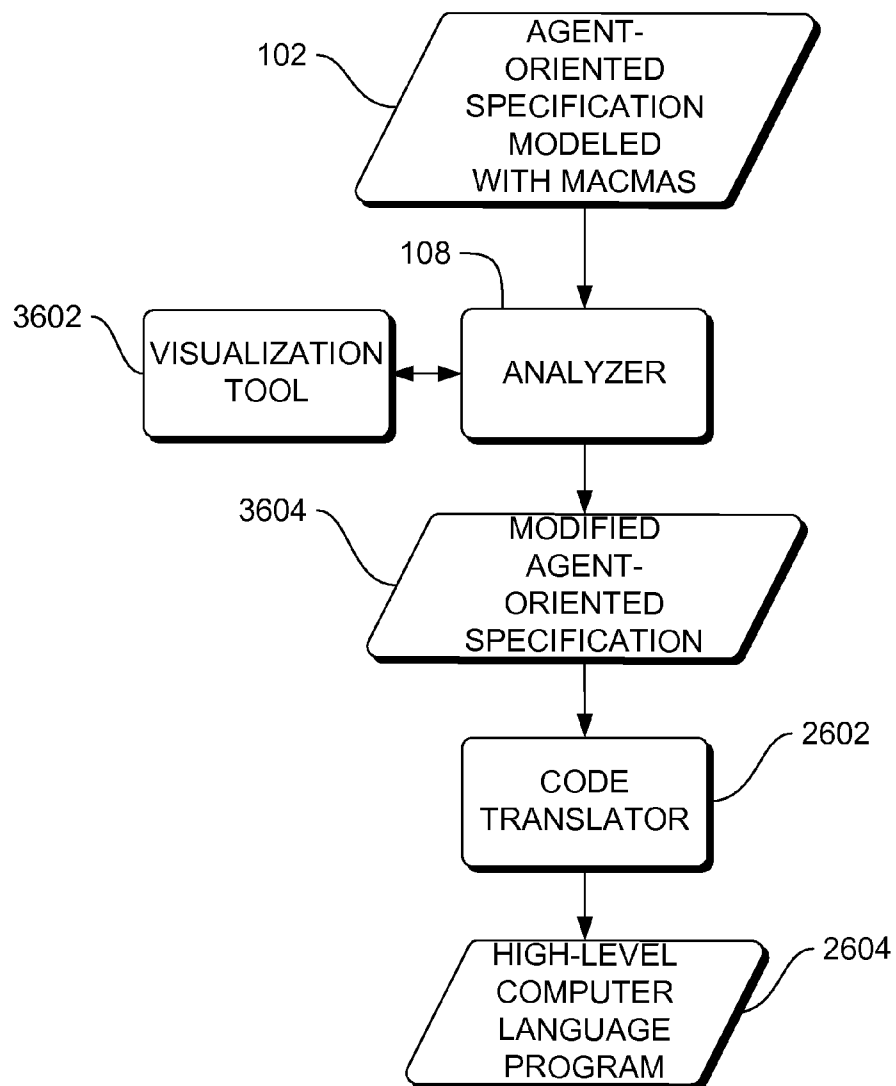 102
AGENT-
ORIENTED
SPECIFICATION
MODELED
WITH MACMAS
108
3602
VISUALIZATION
TOOL
ANALYZER
3604
MODIFIED
AGENT-
ORIENTED
SPECIFICATION
2602
CODE
TRANSLATOR
2604
HIGH-LEVEL
COMPUTER
LANGUAGE
PROGRAM